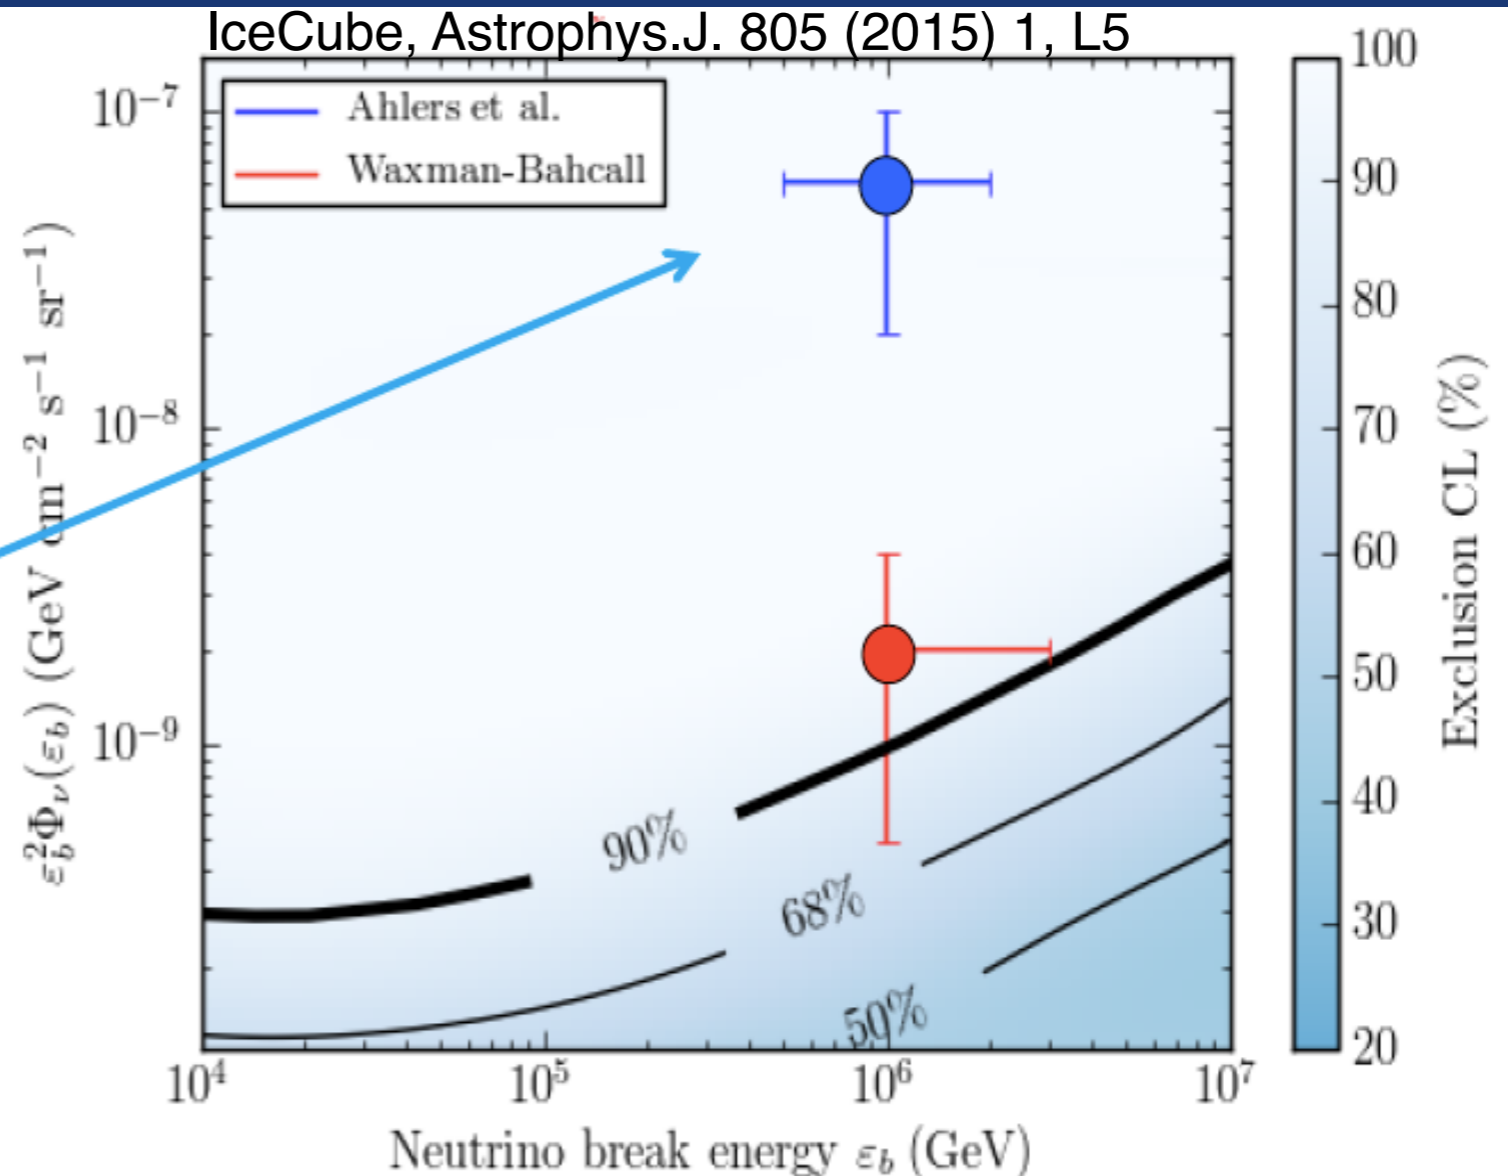 IceCube, Astrophys.J. 805 (2015) 1, L5
Ahlers et al.
Waxman-Bahcall
10⁻⁷
10⁻⁸
10⁻⁹
ε_b²Φ_ν(ε_b) (GeV cm⁻² s⁻¹ sr⁻¹)
90%
68%
50%
10⁴ 10⁵ 10⁶ 10⁷
Neutrino break energy ε_b (GeV)
100
90
80
70
60
50
40
30
20
Exclusion CL (%)